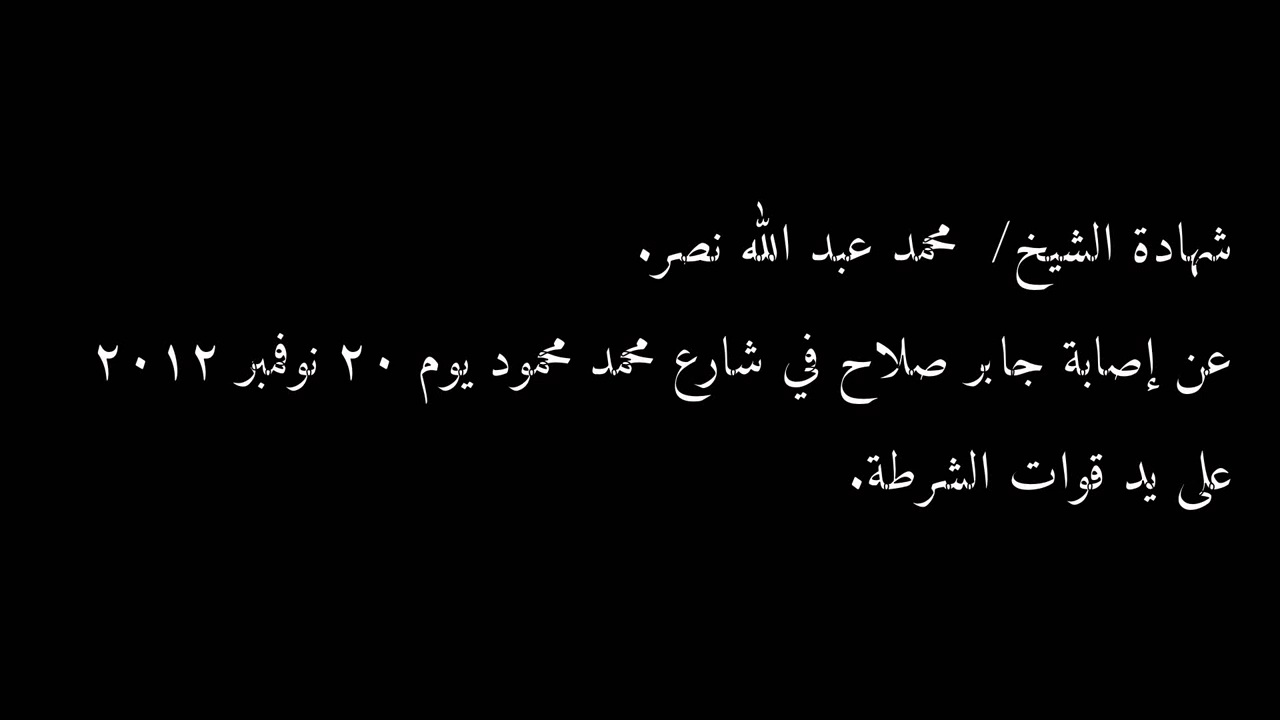 شهادة الشيخ/ محمد عبد الله نصر.
عن إصابة جابر صلاح في شارع محمد محمود يوم ٢٠ نوفمبر ٢٠١٢
على يد قوات الشرطة.